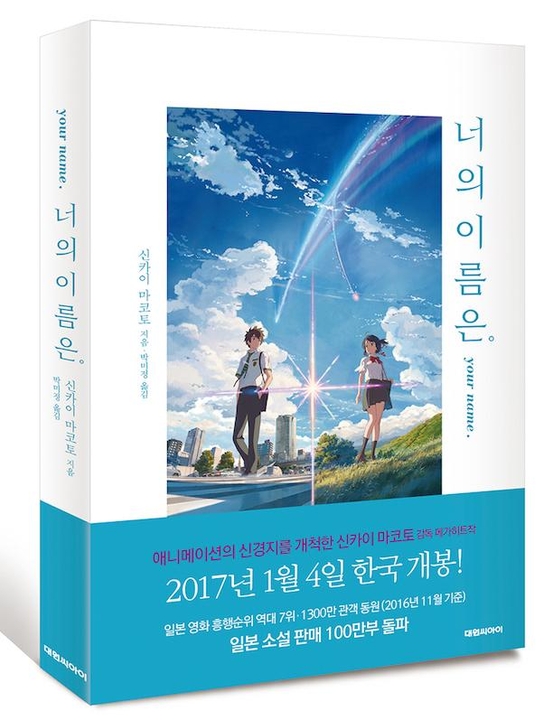 your name.
너의 이름은。
신카이 마코토 지음
박미정 옮김
너의 이름은。
your name.
신카이 마코토 지음 · 박미정 옮김
애니메이션의 신경지를 개척한 신카이 마코토 감독 메가히트작
2017년 1월 4일 한국 개봉!
일본 영화 흥행순위 역대 7위 · 1300만 관객 동원 (2016년 11월 기준)
일본 소설 판매 100만부 돌파
대원씨아이
대원씨아이